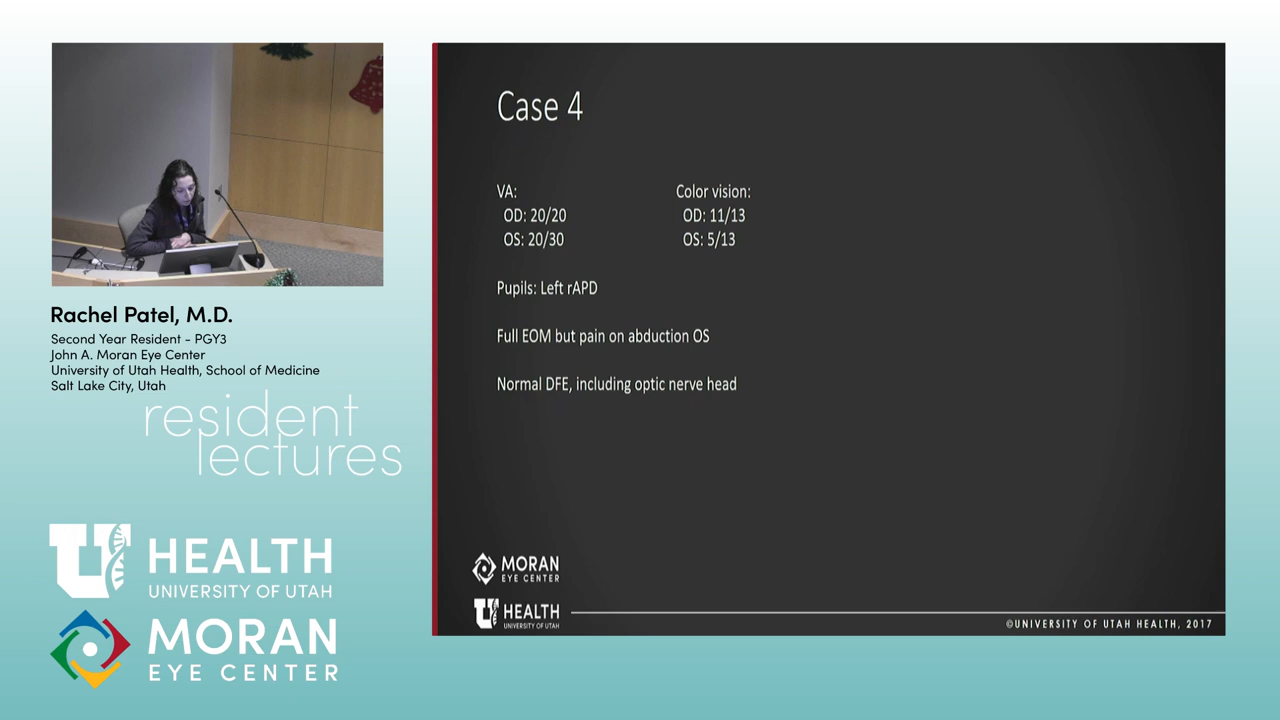 Rachel Patel, M.D.
Second Year Resident - PGY3
John A. Moran Eye Center
University of Utah Health, School of Medicine
Salt Lake City, Utah
resident
lectures
U HEALTH
UNIVERSITY OF UTAH
MORAN
EYE CENTER
Case 4
VA:
OD: 20/20
OS: 20/30
Color vision:
OD: 11/13
OS: 5/13
Pupils: Left rAPD
Full EOM but pain on abduction OS
Normal DFE, including optic nerve head
MORAN
EYE CENTER
U HEALTH
UNIVERSITY OF UTAH
©UNIVERSITY OF UTAH HEALTH, 2017